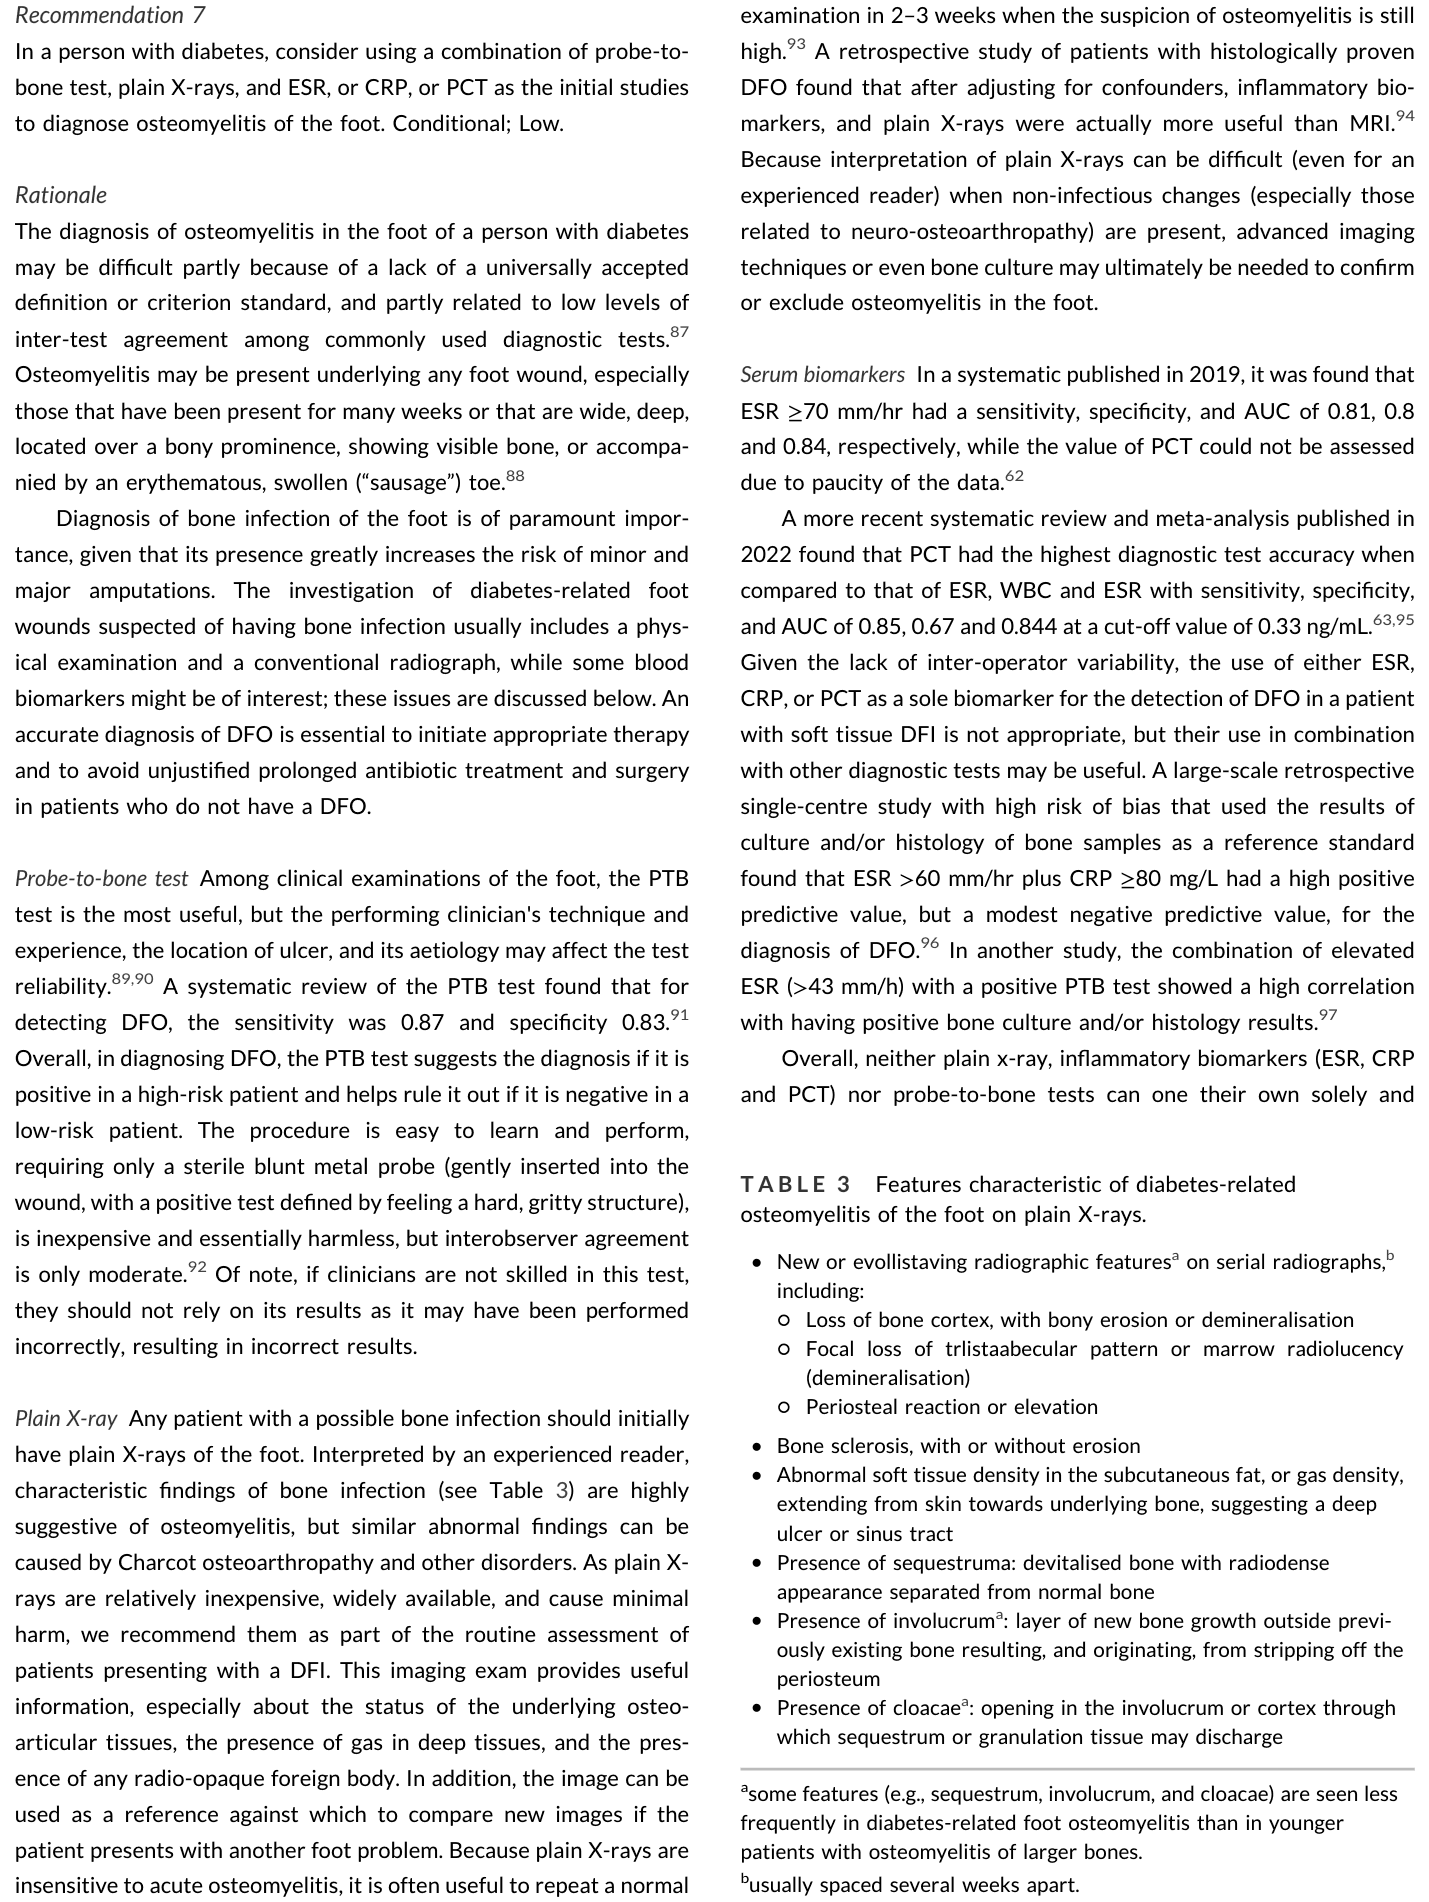 Recommendation 7
In a person with diabetes, consider using a combination of probe-to-
bone test, plain X-rays, and ESR, or CRP, or PCT as the initial studies
to diagnose osteomyelitis of the foot. Conditional; Low.
Rationale
The diagnosis of osteomyelitis in the foot of a person with diabetes
may be difficult partly because of a lack of a universally accepted
definition or criterion standard, and partly related to low levels of
inter-test agreement among commonly used diagnostic tests.87
Osteomyelitis may be present underlying any foot wound, especially
those that have been present for many weeks or that are wide, deep,
located over a bony prominence, showing visible bone, or accompa-
nied by an erythematous, swollen (“sausage”) toe.88
Diagnosis of bone infection of the foot is of paramount impor-
tance, given that its presence greatly increases the risk of minor and
major amputations. The investigation of diabetes-related foot
wounds suspected of having bone infection usually includes a phys-
ical examination and a conventional radiograph, while some blood
biomarkers might be of interest; these issues are discussed below. An
accurate diagnosis of DFO is essential to initiate appropriate therapy
and to avoid unjustified prolonged antibiotic treatment and surgery
in patients who do not have a DFO.
Probe-to-bone test Among clinical examinations of the foot, the PTB
test is the most useful, but the performing clinician's technique and
experience, the location of ulcer, and its aetiology may affect the test
reliability.89,90 A systematic review of the PTB test found that for
detecting DFO, the sensitivity was 0.87 and specificity 0.83.91
Overall, in diagnosing DFO, the PTB test suggests the diagnosis if it is
positive in a high-risk patient and helps rule it out if it is negative in a
low-risk patient. The procedure is easy to learn and perform,
requiring only a sterile blunt metal probe (gently inserted into the
wound, with a positive test defined by feeling a hard, gritty structure),
is inexpensive and essentially harmless, but interobserver agreement
is only moderate.92 Of note, if clinicians are not skilled in this test,
they should not rely on its results as it may have been performed
incorrectly, resulting in incorrect results.
Plain X-ray Any patient with a possible bone infection should initially
have plain X-rays of the foot. Interpreted by an experienced reader,
characteristic findings of bone infection (see Table 3) are highly
suggestive of osteomyelitis, but similar abnormal findings can be
caused by Charcot osteoarthropathy and other disorders. As plain X-
rays are relatively inexpensive, widely available, and cause minimal
harm, we recommend them as part of the routine assessment of
patients presenting with a DFI. This imaging exam provides useful
information, especially about the status of the underlying osteo-
articular tissues, the presence of gas in deep tissues, and the pres-
ence of any radio-opaque foreign body. In addition, the image can be
used as a reference against which to compare new images if the
patient presents with another foot problem. Because plain X-rays are
insensitive to acute osteomyelitis, it is often useful to repeat a normal
examination in 2–3 weeks when the suspicion of osteomyelitis is still
high.93 A retrospective study of patients with histologically proven
DFO found that after adjusting for confounders, inflammatory bio-
markers, and plain X-rays were actually more useful than MRI.94
Because interpretation of plain X-rays can be difficult (even for an
experienced reader) when non-infectious changes (especially those
related to neuro-osteoarthropathy) are present, advanced imaging
techniques or even bone culture may ultimately be needed to confirm
or exclude osteomyelitis in the foot.
Serum biomarkers In a systematic published in 2019, it was found that
ESR ≥70 mm/hr had a sensitivity, specificity, and AUC of 0.81, 0.8
and 0.84, respectively, while the value of PCT could not be assessed
due to paucity of the data.62
A more recent systematic review and meta-analysis published in
2022 found that PCT had the highest diagnostic test accuracy when
compared to that of ESR, WBC and ESR with sensitivity, specificity,
and AUC of 0.85, 0.67 and 0.844 at a cut-off value of 0.33 ng/mL.63,95
Given the lack of inter-operator variability, the use of either ESR,
CRP, or PCT as a sole biomarker for the detection of DFO in a patient
with soft tissue DFI is not appropriate, but their use in combination
with other diagnostic tests may be useful. A large-scale retrospective
single-centre study with high risk of bias that used the results of
culture and/or histology of bone samples as a reference standard
found that ESR >60 mm/hr plus CRP ≥80 mg/L had a high positive
predictive value, but a modest negative predictive value, for the
diagnosis of DFO.96 In another study, the combination of elevated
ESR (>43 mm/h) with a positive PTB test showed a high correlation
with having positive bone culture and/or histology results.97
Overall, neither plain x-ray, inflammatory biomarkers (ESR, CRP
and PCT) nor probe-to-bone tests can one their own solely and
TABLE 3 Features characteristic of diabetes-related
osteomyelitis of the foot on plain X-rays.
• New or evollistaving radiographic featuresa on serial radiographs,b
including:
○ Loss of bone cortex, with bony erosion or demineralisation
○ Focal loss of trlistaabecular pattern or marrow radiolucency
(demineralisation)
○ Periosteal reaction or elevation
• Bone sclerosis, with or without erosion
• Abnormal soft tissue density in the subcutaneous fat, or gas density,
extending from skin towards underlying bone, suggesting a deep
ulcer or sinus tract
• Presence of sequestruma: devitalised bone with radiodense
appearance separated from normal bone
• Presence of involucruma: layer of new bone growth outside previ-
ously existing bone resulting, and originating, from stripping off the
periosteum
• Presence of cloacaea: opening in the involucrum or cortex through
which sequestrum or granulation tissue may discharge
asome features (e.g., sequestrum, involucrum, and cloacae) are seen less
frequently in diabetes-related foot osteomyelitis than in younger
patients with osteomyelitis of larger bones.
busually spaced several weeks apart.